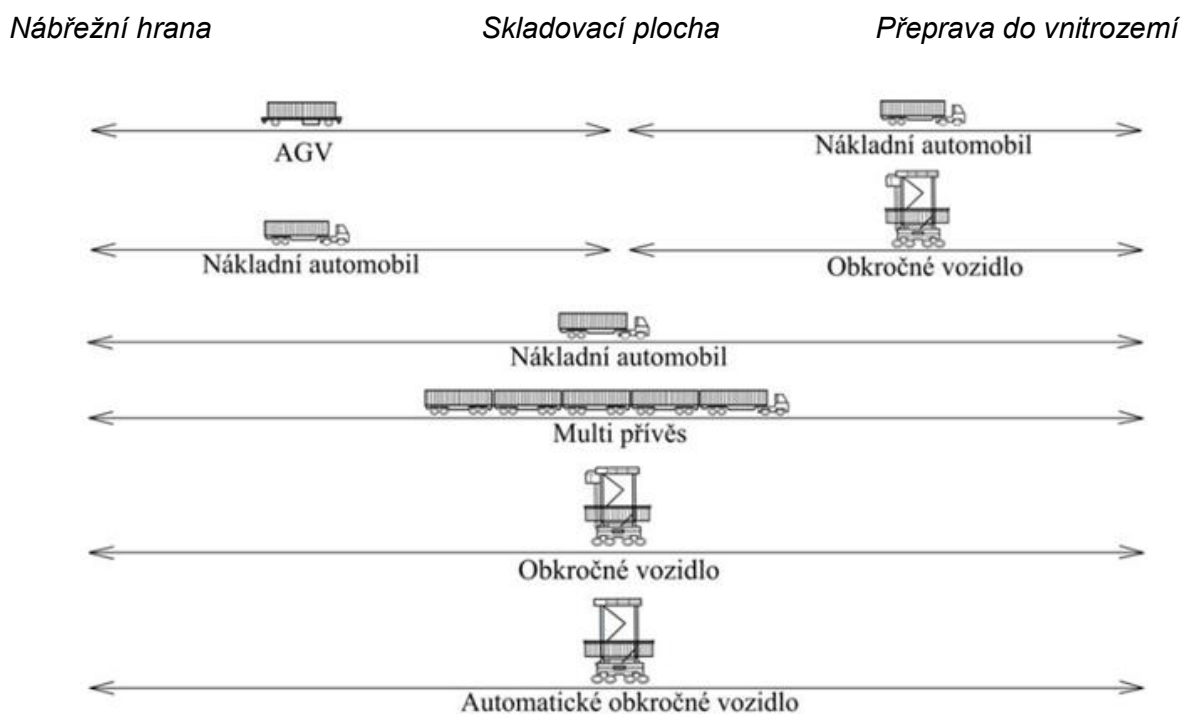 Nábřežní hrana Skladovací plocha Přeprava do vnitrozemí
AGV Nákladní automobil
Nákladní automobil Obkročné vozidlo
Nákladní automobil
Multi přívěs
Obkročné vozidlo
Automatické obkročné vozidlo